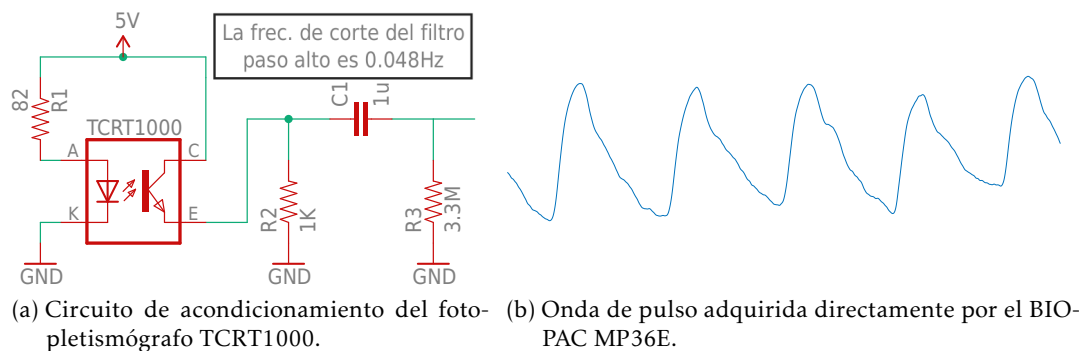 5V
La frec. de corte del filtro
paso alto es 0.048Hz
82
R1
TCRT1000
A
C
K
E
C1
1u
R2
1K
R3
3.3M
GND
GND
GND
(a) Circuito de acondicionamiento del foto-
pletismógrafo TCRT1000.
(b) Onda de pulso adquirida directamente por el BIO-
PAC MP36E.